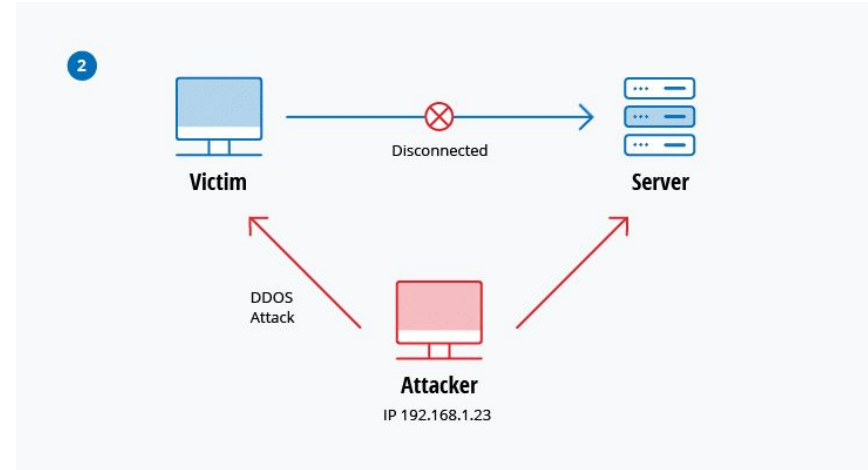 2
Disconnected
Victim
Server
DDOS
Attack
Attacker
IP 192.168.1.23